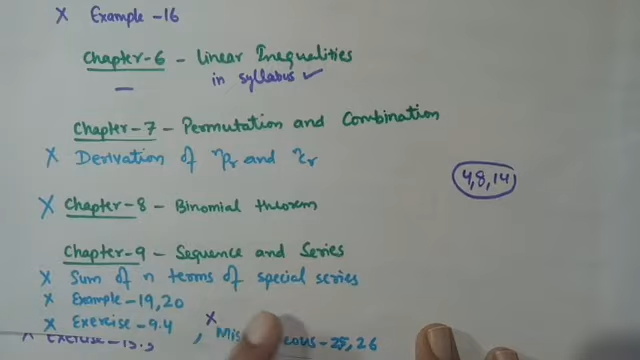 X Example -16
Chapter-6 - Linear Inequalities
in syllabus ✓
Chapter-7 - Permutation and Combination
X Derivation of nPr and nCr
4,8,14
X Chapter-8 - Binomial theorem
Chapter-9 - Sequence and Series
X Sum of n terms of special series
X Example -19,20
X Exercise -9.4 , X
26